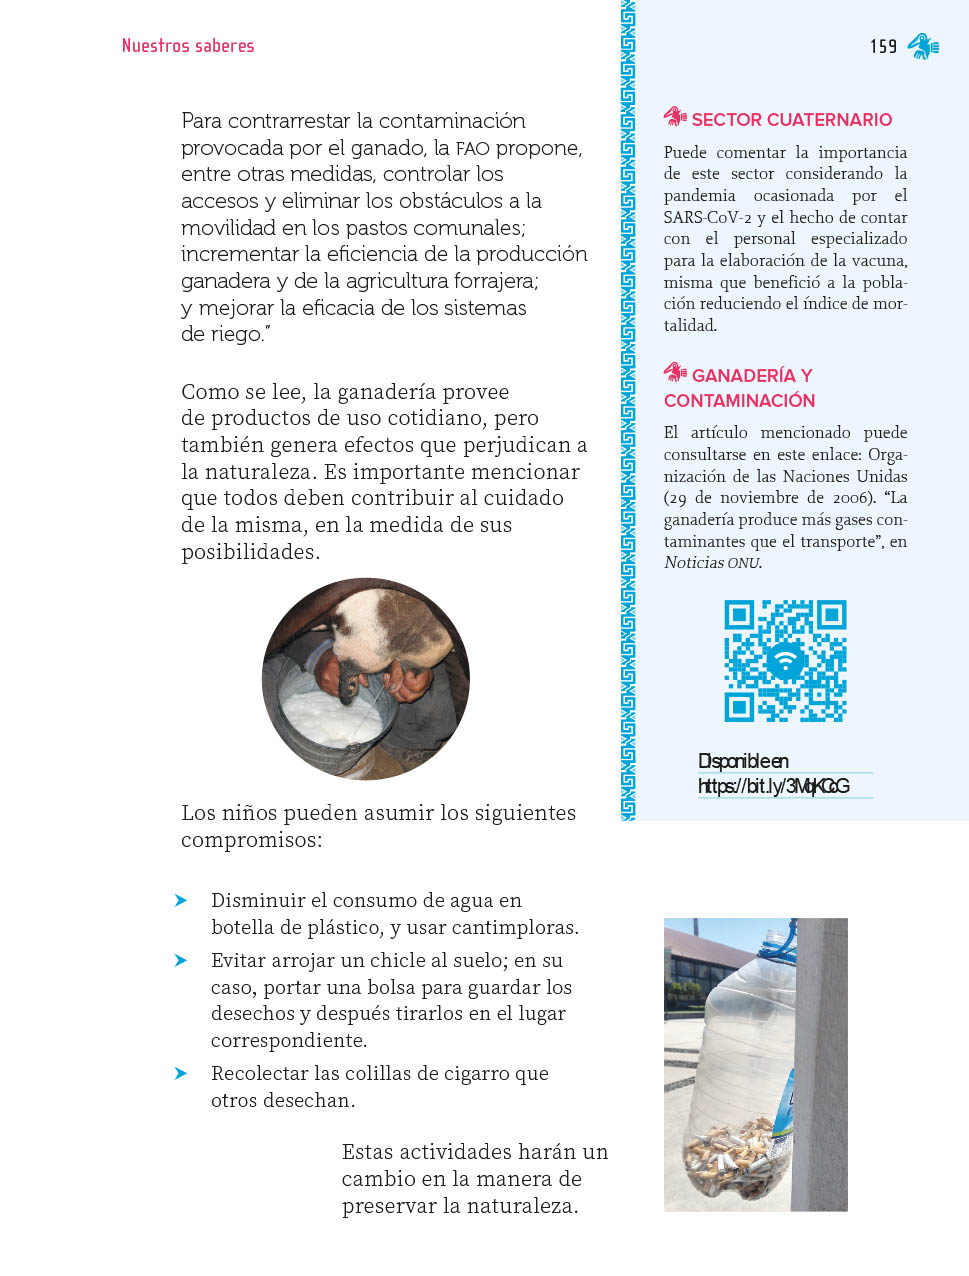 Nuestros saberes
159
Para contrarrestar la contaminación
provocada por el ganado, la FAO propone,
entre otras medidas, controlar los
accesos y eliminar los obstáculos a la
movilidad en los pastos comunales;
incrementar la eficiencia de la producción
ganadera y de la agricultura forrajera;
y mejorar la eficacia de los sistemas
de riego.”
Como se lee, la ganadería provee
de productos de uso cotidiano, pero
también genera efectos que perjudican a
la naturaleza. Es importante mencionar
que todos deben contribuir al cuidado
de la misma, en la medida de sus
posibilidades.
Los niños pueden asumir los siguientes
compromisos:
Disminuir el consumo de agua en
botella de plástico, y usar cantimploras.
Evitar arrojar un chicle al suelo; en su
caso, portar una bolsa para guardar los
desechos y después tirarlos en el lugar
correspondiente.
Recolectar las colillas de cigarro que
otros desechan.
Estas actividades harán un
cambio en la manera de
preservar la naturaleza.
SECTOR CUATERNARIO
Puede comentar la importancia
de este sector considerando la
pandemia ocasionada por el
SARS-CoV-2 y el hecho de contar
con el personal especializado
para la elaboración de la vacuna,
misma que benefició a la pobla-
ción reduciendo el índice de mor-
talidad.
GANADERÍA Y
CONTAMINACIÓN
El artículo mencionado puede
consultarse en este enlace: Orga-
nización de las Naciones Unidas
(29 de noviembre de 2006). “La
ganadería produce más gases con-
taminantes que el transporte”, en
Noticias ONU.
Disponible en